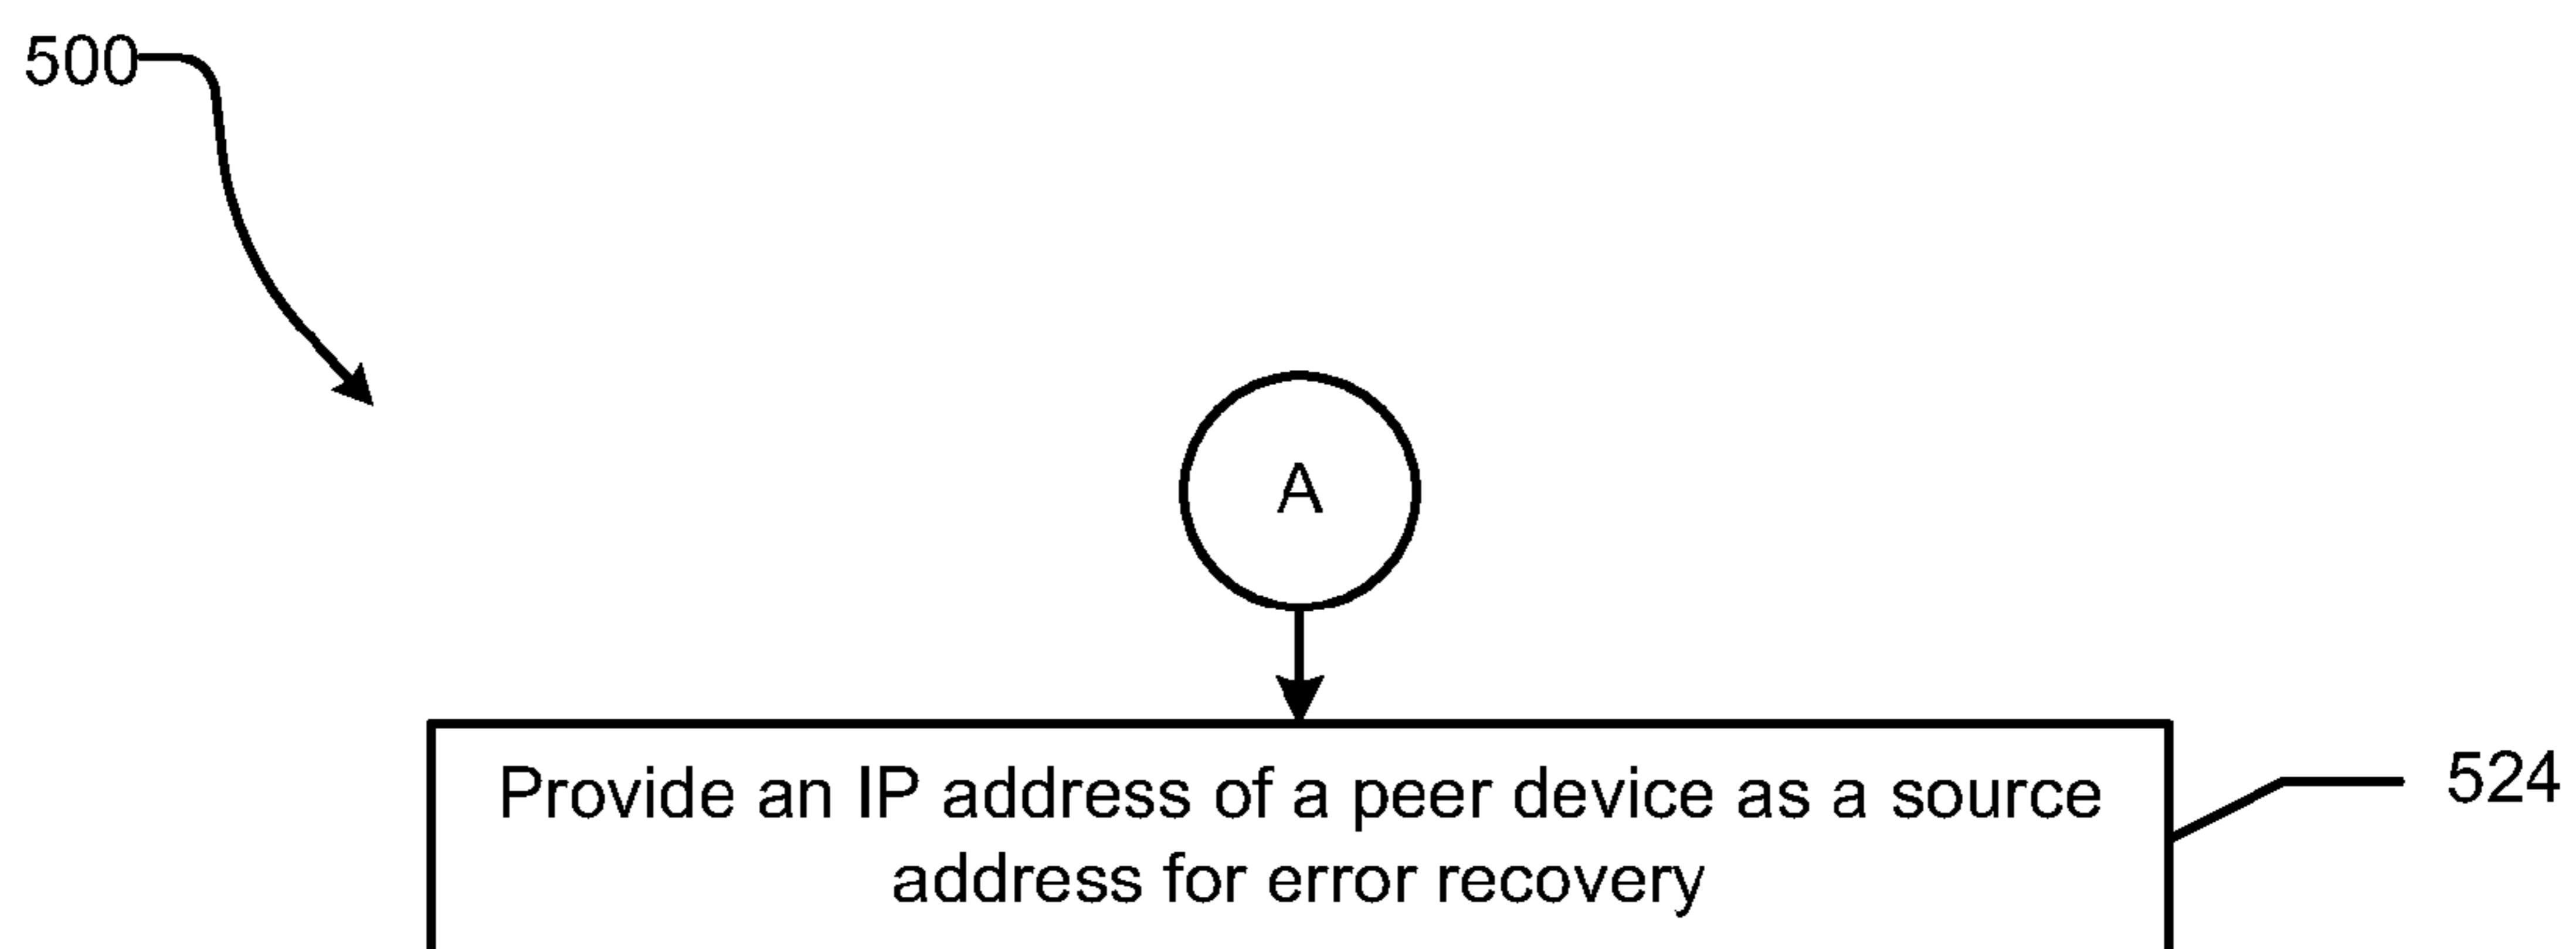 500
A
Provide an IP address of a peer device as a source
address for error recovery
524